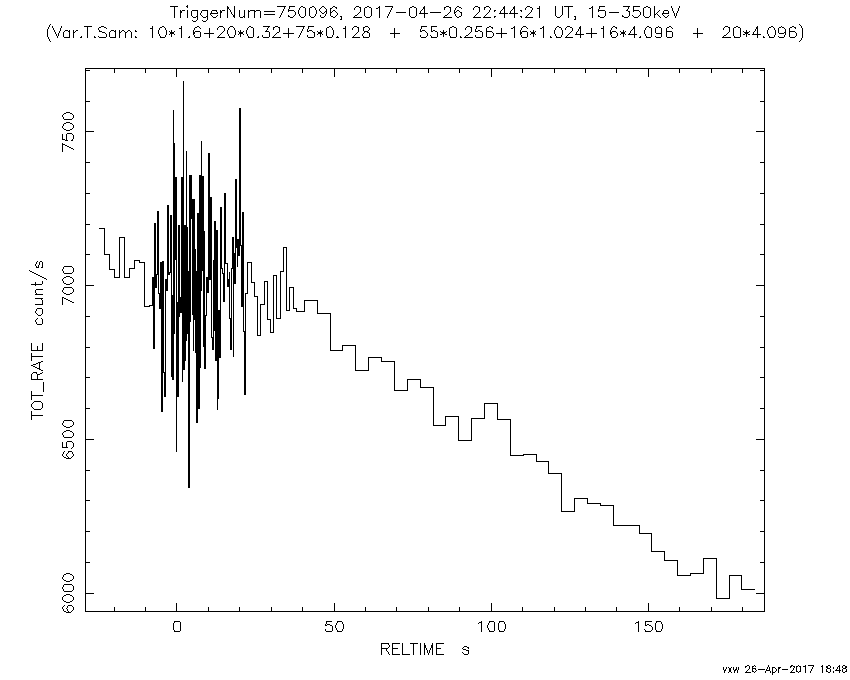 TriggerNum=750096, 2017-04-26 22:44:21 UT, 15-350keV
(Var.T.Sam: 10*1.6+20*0.32+75*0.128 + 55*0.256+16*1.024+16*4.096 + 20*4.096)
7500
7000
6500
6000
TOT_RATE count/s
0 50 100 150
RELTIME s
vxw 26-Apr-2017 18:48